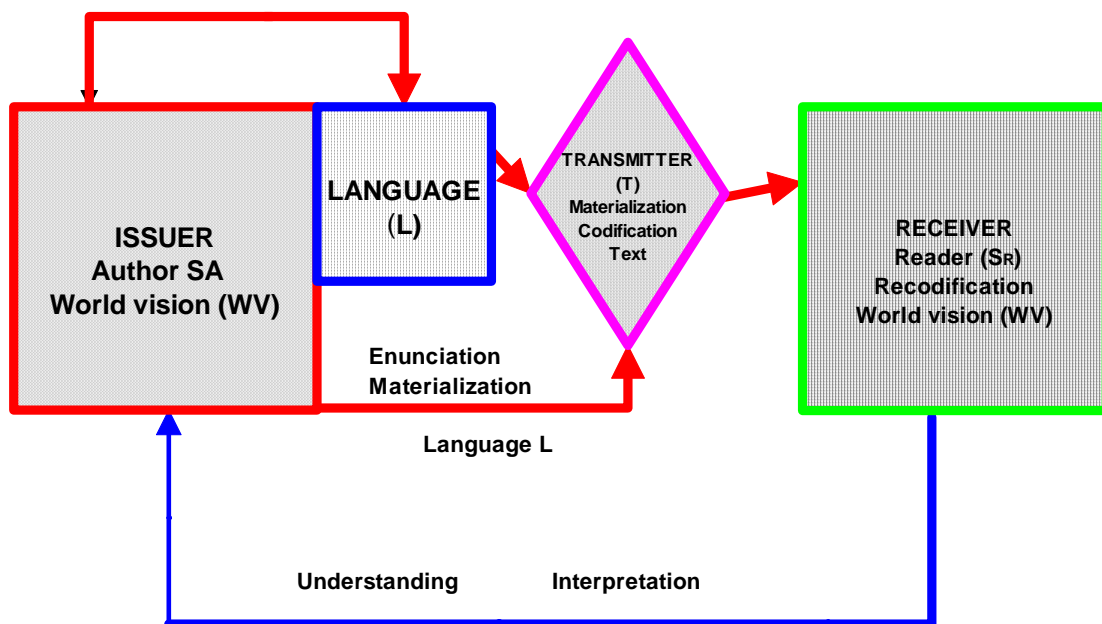 ISSUER
Author SA
World vision (WV)
LANGUAGE
(L)
TRANSMITTER
(T)
Materialization
Codification
Text
RECEIVER
Reader (SR)
Recodification
World vision (WV)
Enunciation
Materialization
Language L
Understanding Interpretation